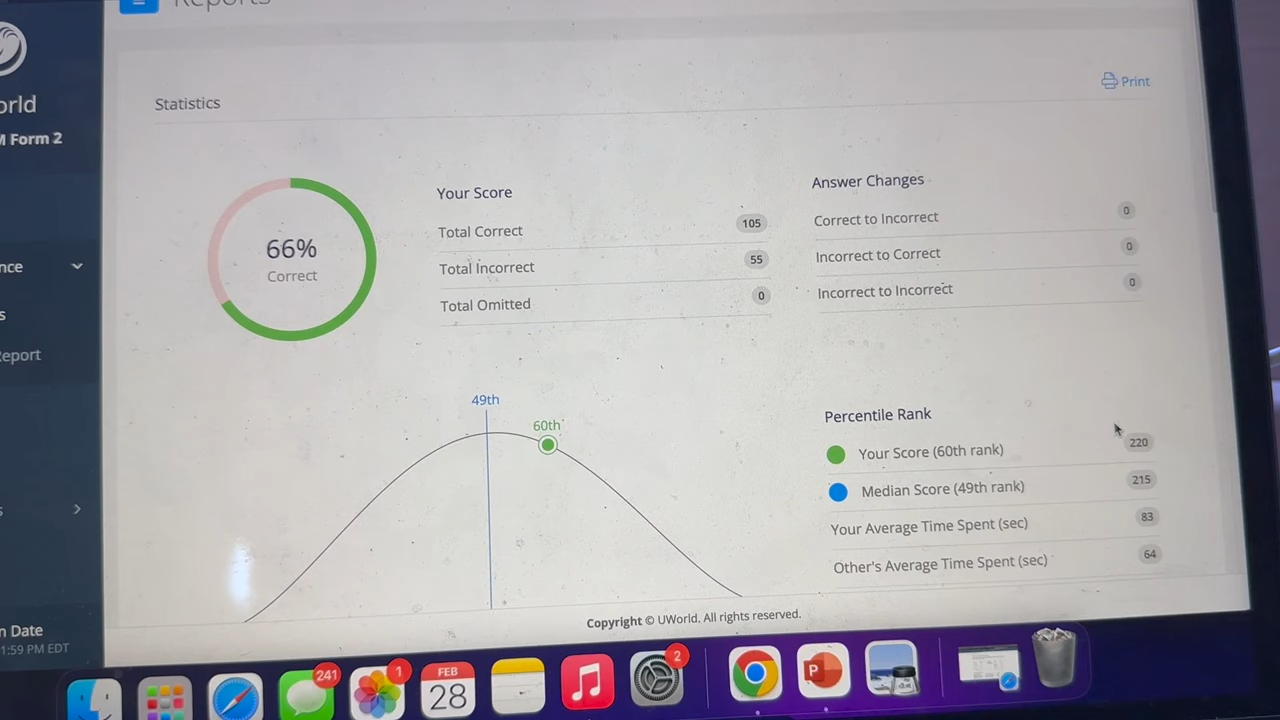 Reports
Print
Statistics
orld
M Form 2
nce
s
Report
s
n Date
1:59 PM EDT
66%
Correct
Your Score
Total Correct 105
Total Incorrect 55
Total Omitted 0
Answer Changes
Correct to Incorrect 0
Incorrect to Correct 0
Incorrect to Incorrect 0
49th
60th
Percentile Rank
Your Score (60th rank) 220
Median Score (49th rank) 215
Your Average Time Spent (sec) 83
Other's Average Time Spent (sec) 64
Copyright © UWorld. All rights reserved.
241
1
FEB
28
2
P